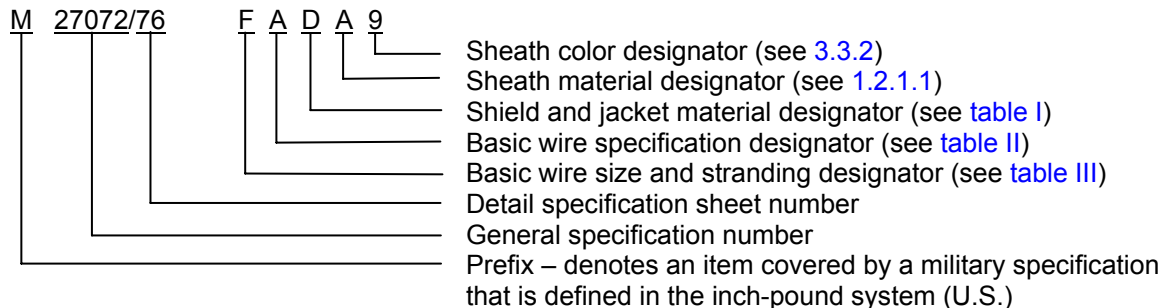 M 27072/76 F A D A 9
Sheath color designator (see 3.3.2)
Sheath material designator (see 1.2.1.1)
Shield and jacket material designator (see table I)
Basic wire specification designator (see table II)
Basic wire size and stranding designator (see table III)
Detail specification sheet number
General specification number
Prefix – denotes an item covered by a military specification
that is defined in the inch-pound system (U.S.)